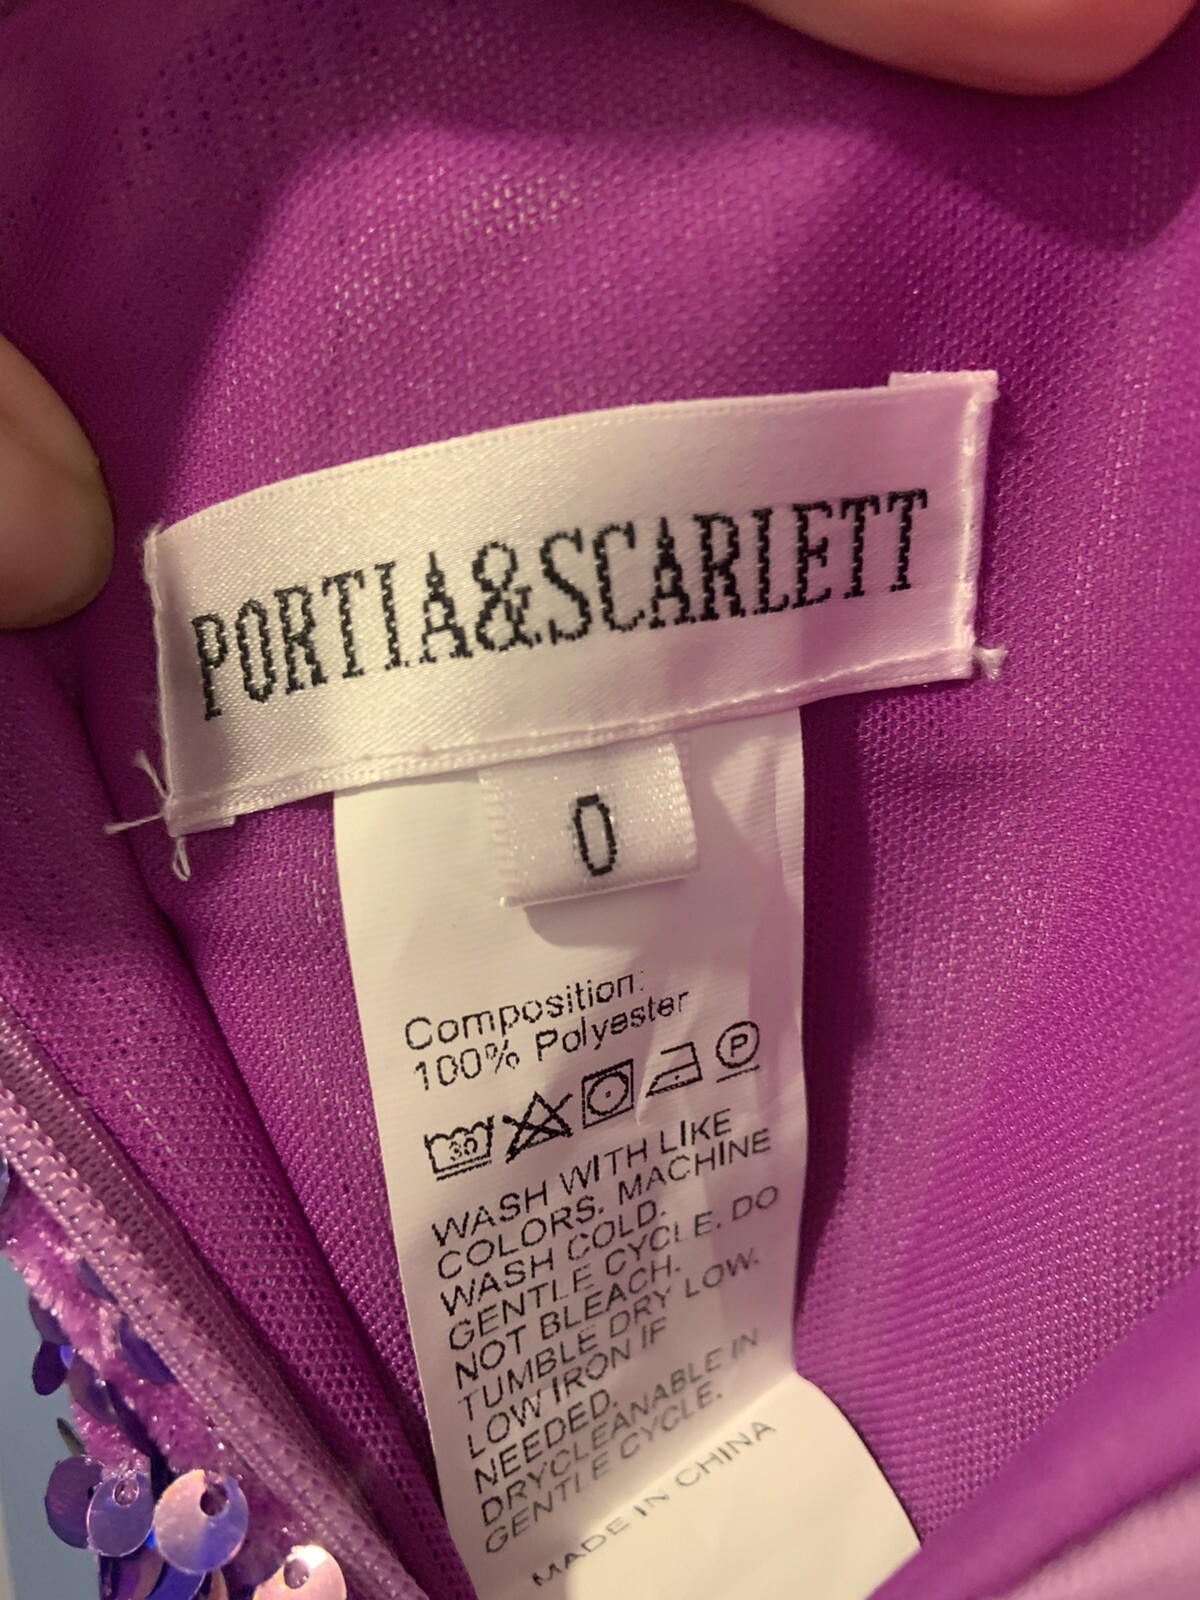 PORTIA&SCARLETT
0
Composition:
100% Polyester
30 P
WASH WITH LIKE
COLORS. MACHINE
WASH COLD.
GENTLE CYCLE. DO
NOT BLEACH.
TUMBLE DRY LOW.
LOW IRON IF
NEEDED.
DRYCLEANABLE IN
GENTLE CYCLE.
MADE IN CHINA